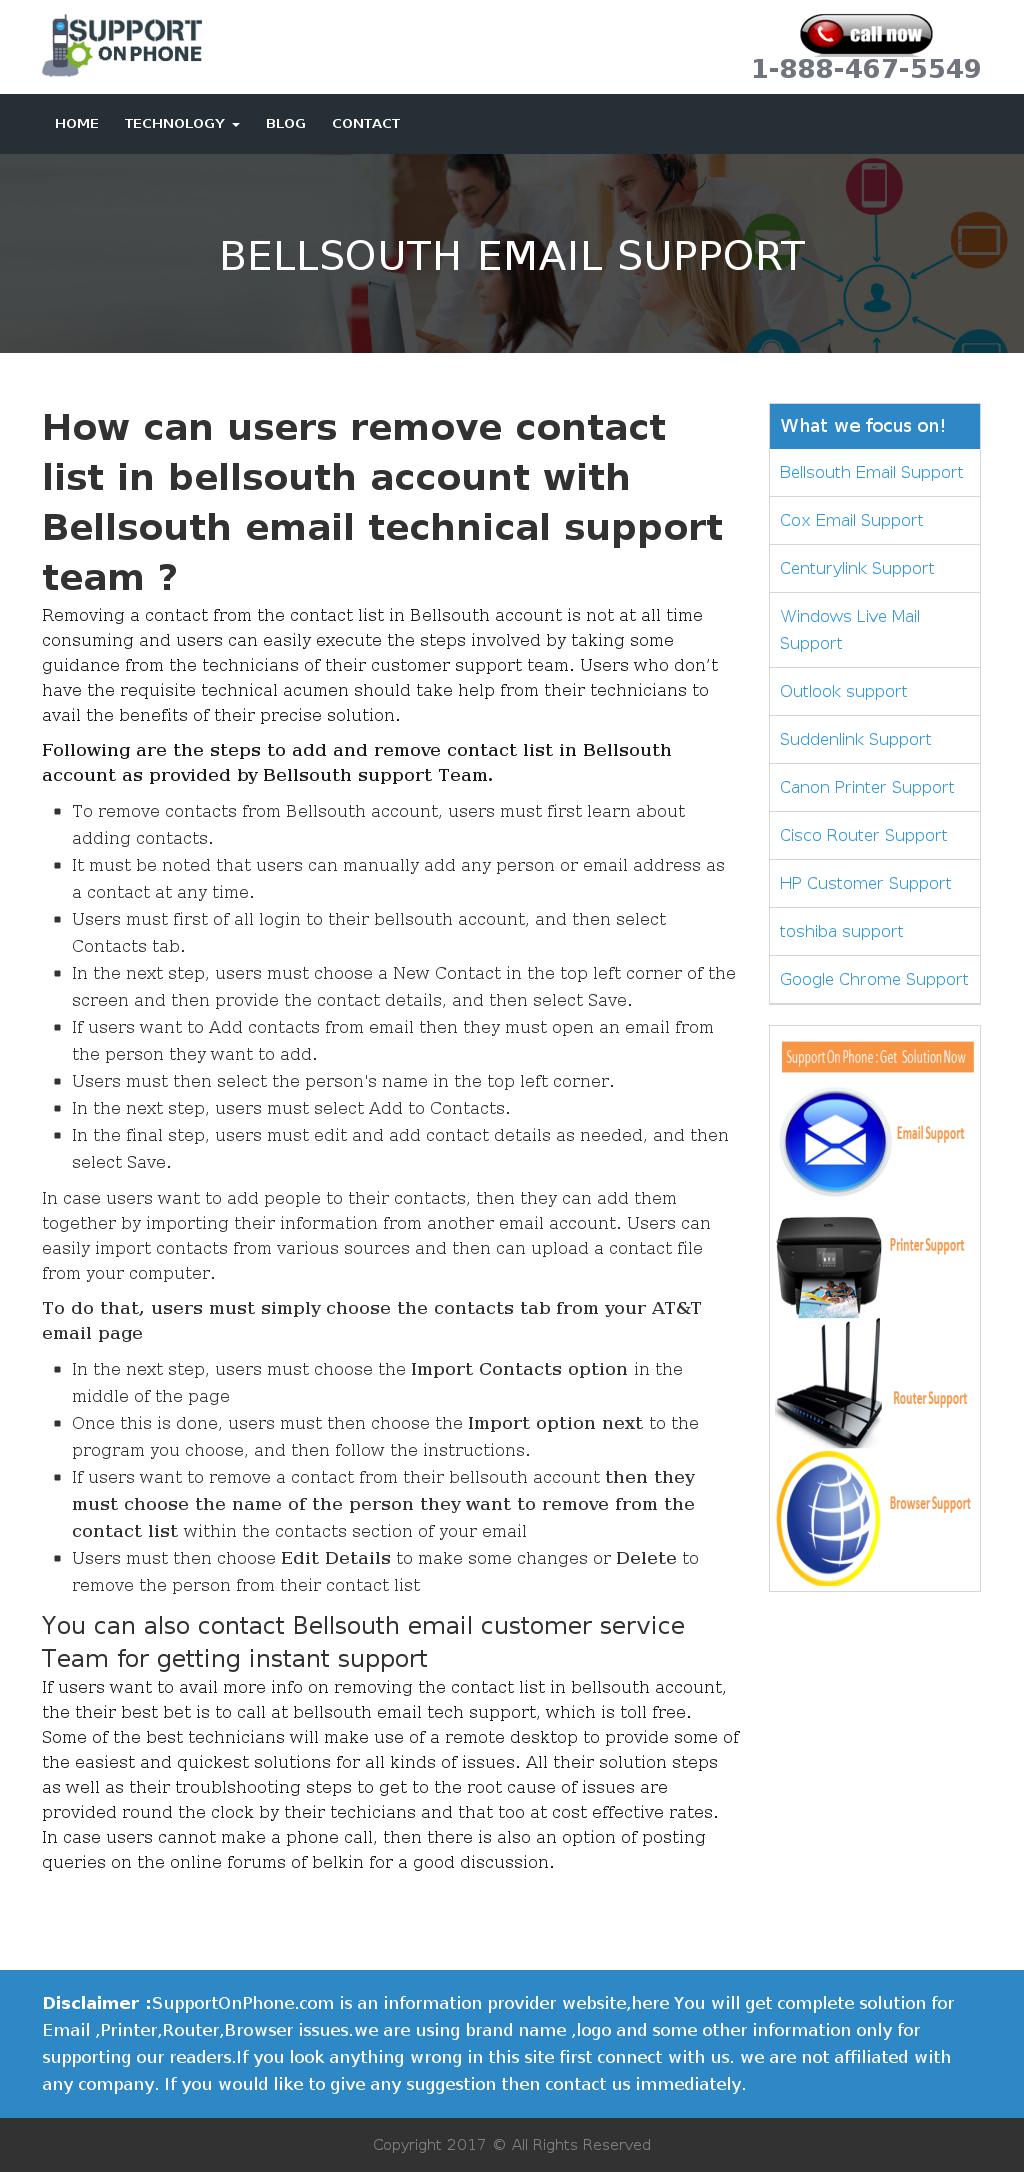 SUPPORT
ON PHONE
call now
1-888-467-5549
HOME TECHNOLOGY BLOG CONTACT
BELLSOUTH EMAIL SUPPORT
How can users remove contact
list in bellsouth account with
Bellsouth email technical support
team ?
Removing a contact from the contact list in Bellsouth account is not at all time
consuming and users can easily execute the steps involved by taking some
guidance from the technicians of their customer support team. Users who don’t
have the requisite technical acumen should take help from their technicians to
avail the benefits of their precise solution.
Following are the steps to add and remove contact list in Bellsouth
account as provided by Bellsouth support Team.
To remove contacts from Bellsouth account, users must first learn about
adding contacts.
It must be noted that users can manually add any person or email address as
a contact at any time.
Users must first of all login to their bellsouth account, and then select
Contacts tab.
In the next step, users must choose a New Contact in the top left corner of the
screen and then provide the contact details, and then select Save.
If users want to Add contacts from email then they must open an email from
the person they want to add.
Users must then select the person's name in the top left corner.
In the next step, users must select Add to Contacts.
In the final step, users must edit and add contact details as needed, and then
select Save.
In case users want to add people to their contacts, then they can add them
together by importing their information from another email account. Users can
easily import contacts from various sources and then can upload a contact file
from your computer.
To do that, users must simply choose the contacts tab from your AT&T
email page
In the next step, users must choose the Import Contacts option in the
middle of the page
Once this is done, users must then choose the Import option next to the
program you choose, and then follow the instructions.
If users want to remove a contact from their bellsouth account then they
must choose the name of the person they want to remove from the
contact list within the contacts section of your email
Users must then choose Edit Details to make some changes or Delete to
remove the person from their contact list
You can also contact Bellsouth email customer service
Team for getting instant support
If users want to avail more info on removing the contact list in bellsouth account,
the their best bet is to call at bellsouth email tech support, which is toll free.
Some of the best technicians will make use of a remote desktop to provide some of
the easiest and quickest solutions for all kinds of issues. All their solution steps
as well as their troublshooting steps to get to the root cause of issues are
provided round the clock by their techicians and that too at cost effective rates.
In case users cannot make a phone call, then there is also an option of posting
queries on the online forums of belkin for a good discussion.
What we focus on!
Bellsouth Email Support
Cox Email Support
Centurylink Support
Windows Live Mail
Support
Outlook support
Suddenlink Support
Canon Printer Support
Cisco Router Support
HP Customer Support
toshiba support
Google Chrome Support
Support On Phone : Get Solution Now
Email Support
Printer Support
Router Support
Browser Support
Disclaimer :SupportOnPhone.com is an information provider website,here You will get complete solution for
Email ,Printer,Router,Browser issues.we are using brand name ,logo and some other information only for
supporting our readers.If you look anything wrong in this site first connect with us. we are not affiliated with
any company. If you would like to give any suggestion then contact us immediately.
Copyright 2017 © All Rights Reserved